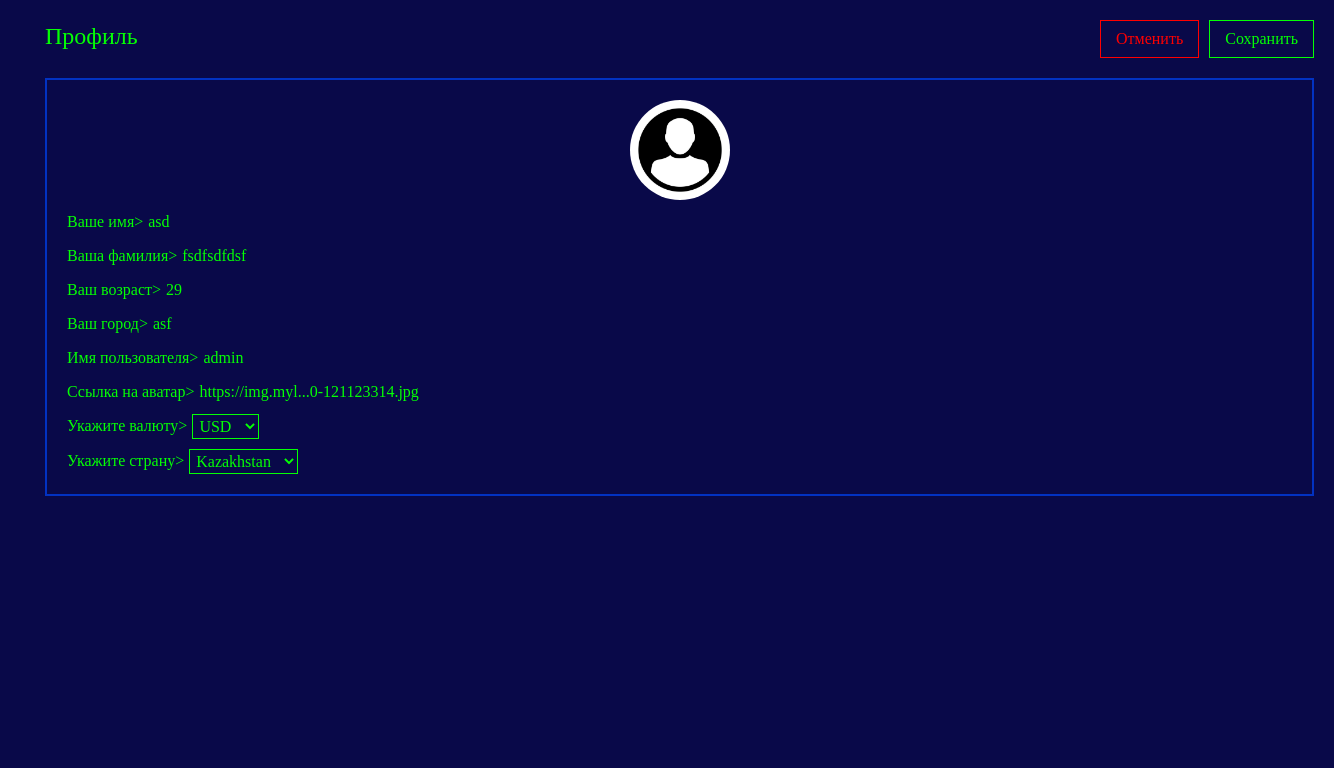 Профиль
Отменить
Сохранить
Ваше имя> asd
Ваша фамилия> fsdfsdfdsf
Ваш возраст> 29
Ваш город> asf
Имя пользователя> admin
Ссылка на аватар> https://img.myl...0-121123314.jpg
Укажите валюту> USD
Укажите страну> Kazakhstan